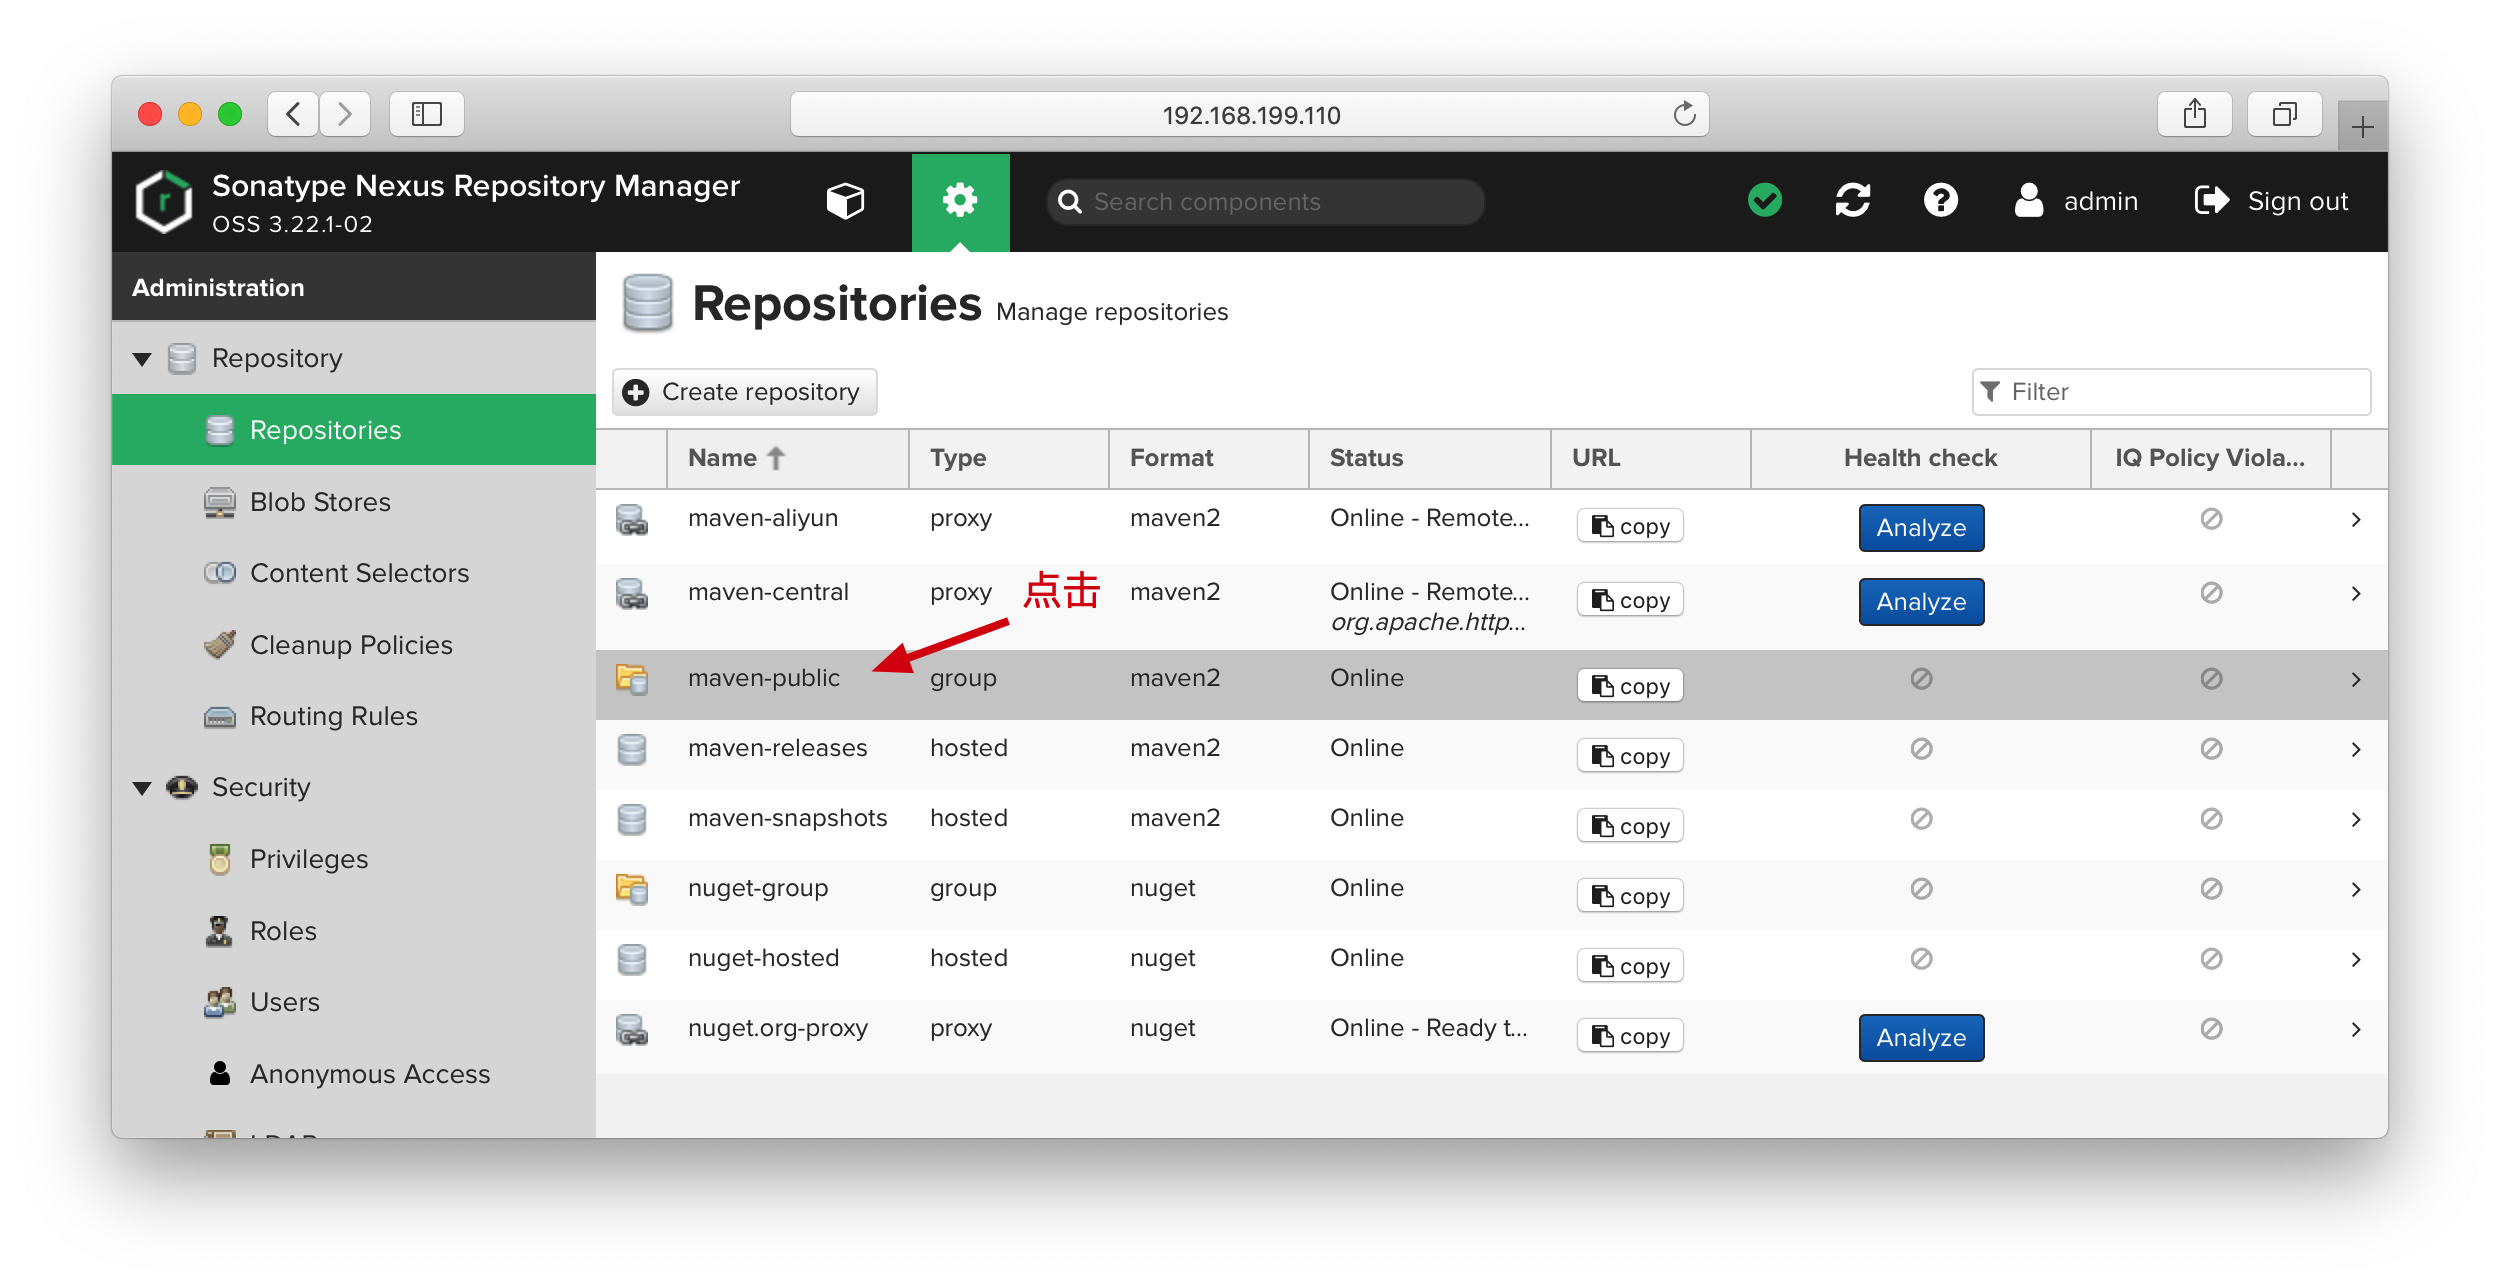 192.168.199.110
Sonatype Nexus Repository Manager
OSS 3.22.1-02
Search components
admin
Sign out
Administration
Repository
Repositories
Blob Stores
Content Selectors
Cleanup Policies
Routing Rules
Security
Privileges
Roles
Users
Anonymous Access
Repositories Manage repositories
Create repository
Filter
Name Type Format Status URL Health check IQ Policy Viola...
maven-aliyun proxy maven2 Online - Remote... copy Analyze
maven-central proxy maven2 Online - Remote... copy Analyze
org.apache.http...
点击
maven-public group maven2 Online copy
maven-releases hosted maven2 Online copy
maven-snapshots hosted maven2 Online copy
nuget-group group nuget Online copy
nuget-hosted hosted nuget Online copy
nuget.org-proxy proxy nuget Online - Ready t... copy Analyze